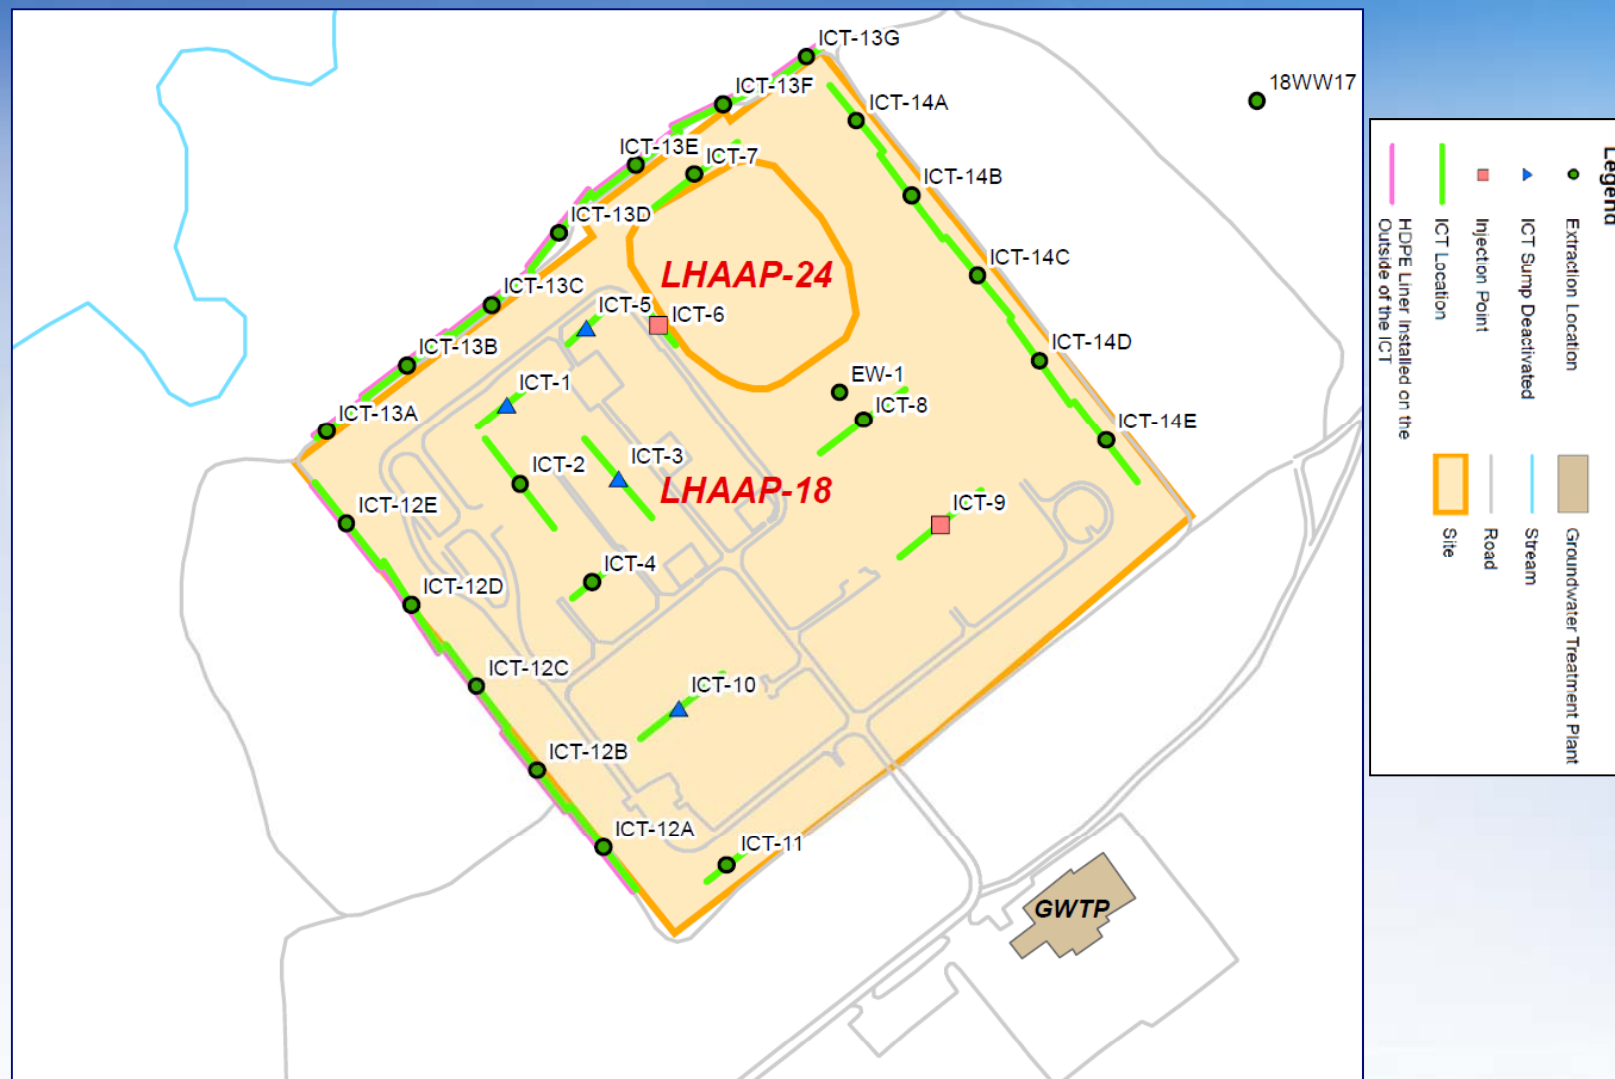 ICT-13G
18WW17
ICT-13F
ICT-14A
ICT-13E
ICT-7
ICT-14B
ICT-13D
ICT-14C
LHAAP-24
ICT-13C
ICT-5
ICT-6
ICT-13B
ICT-14D
ICT-1
EW-1
ICT-8
ICT-13A
ICT-14E
ICT-2
ICT-3
LHAAP-18
ICT-12E
ICT-9
ICT-4
ICT-12D
ICT-12C
ICT-10
ICT-12B
ICT-12A
ICT-11
GWTP
Legend
Extraction Location
ICT Sump Deactivated
Injection Point
ICT Location
HDPE Liner Installed on the
Outside of the ICT
Groundwater Treatment Plant
Stream
Road
Site